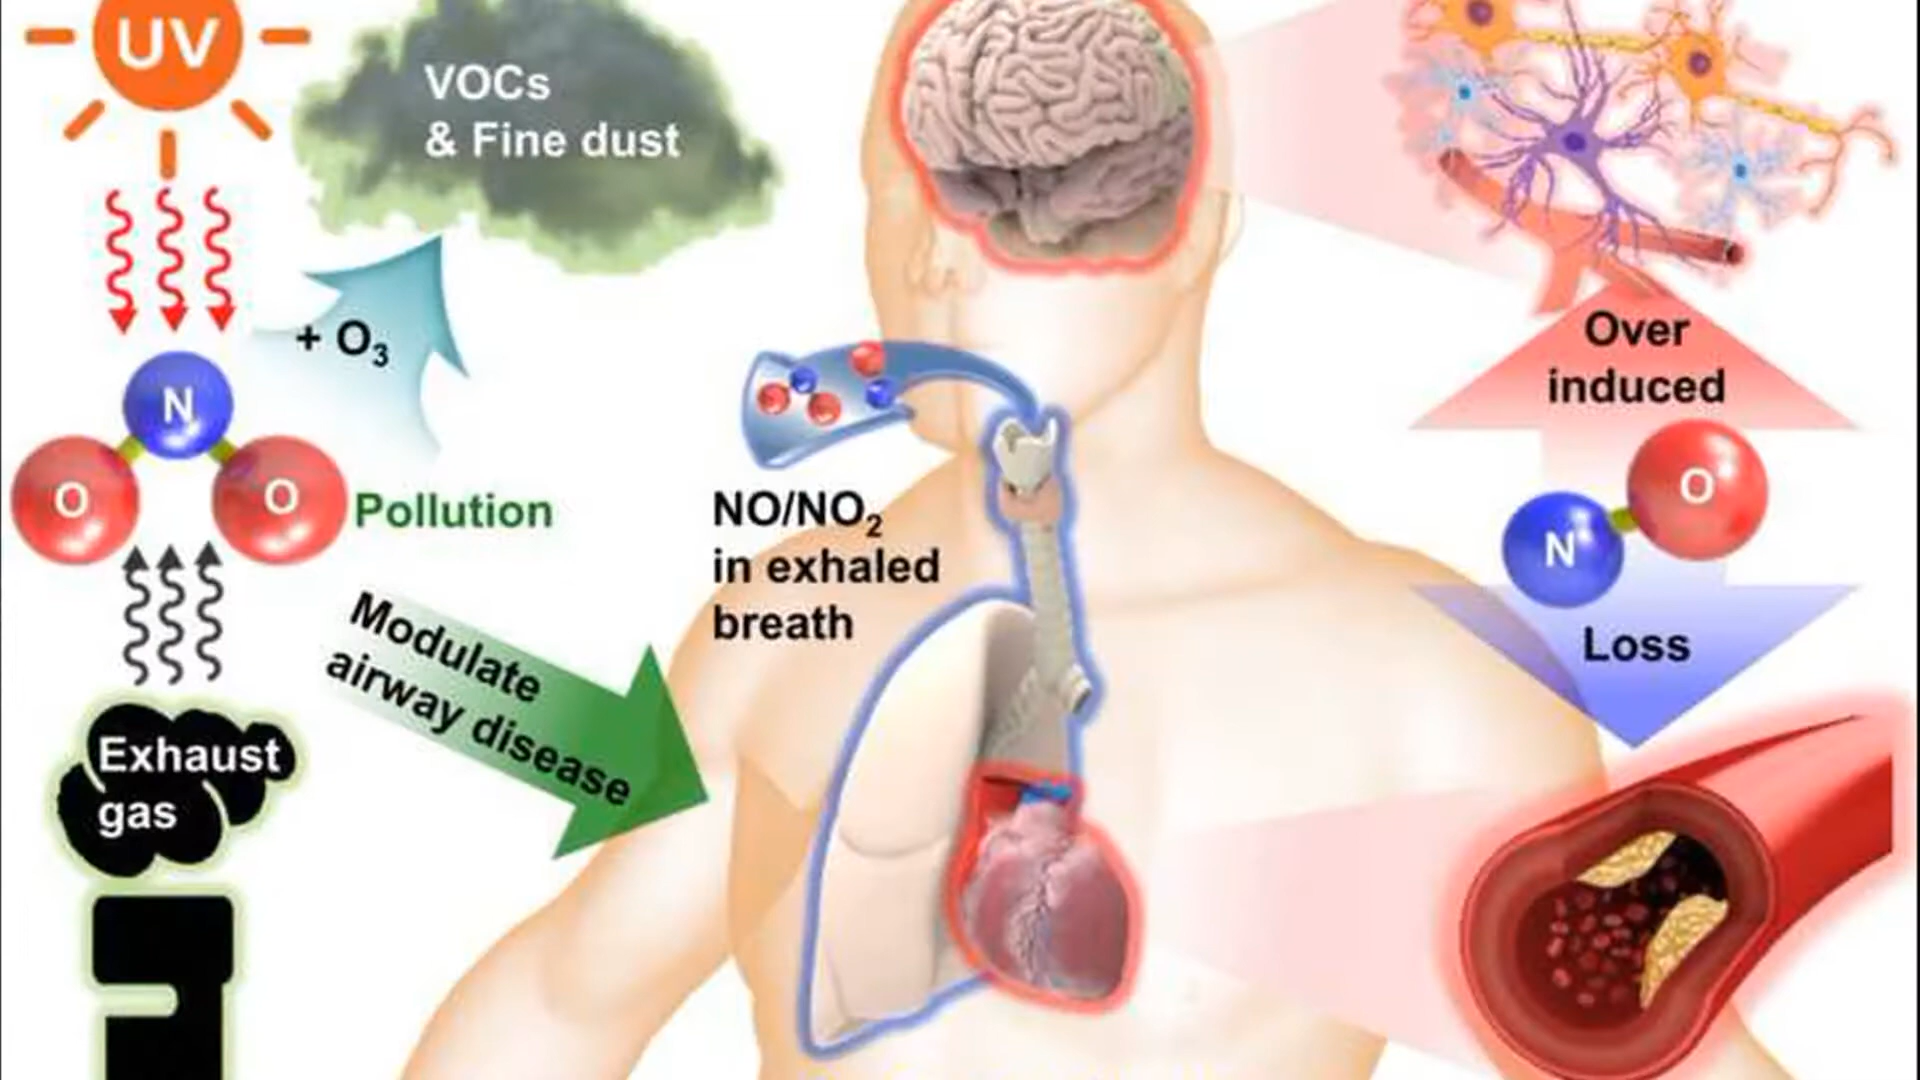 UV
VOCs
& Fine dust
+ O₃
N
O
O
Pollution
NO/NO₂
in exhaled
breath
Modulate
airway disease
Exhaust
gas
Over
induced
O
N
Loss